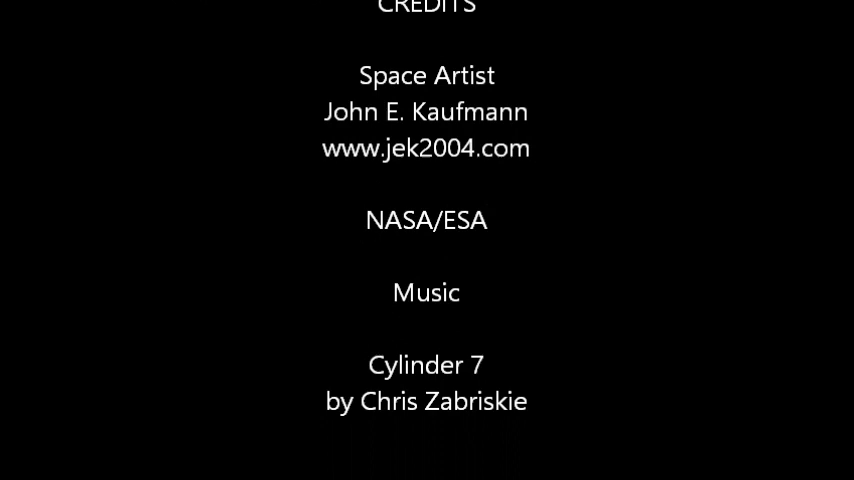 CREDITS
Space Artist
John E. Kaufmann
www.jek2004.com
NASA/ESA
Music
Cylinder 7
by Chris Zabriskie